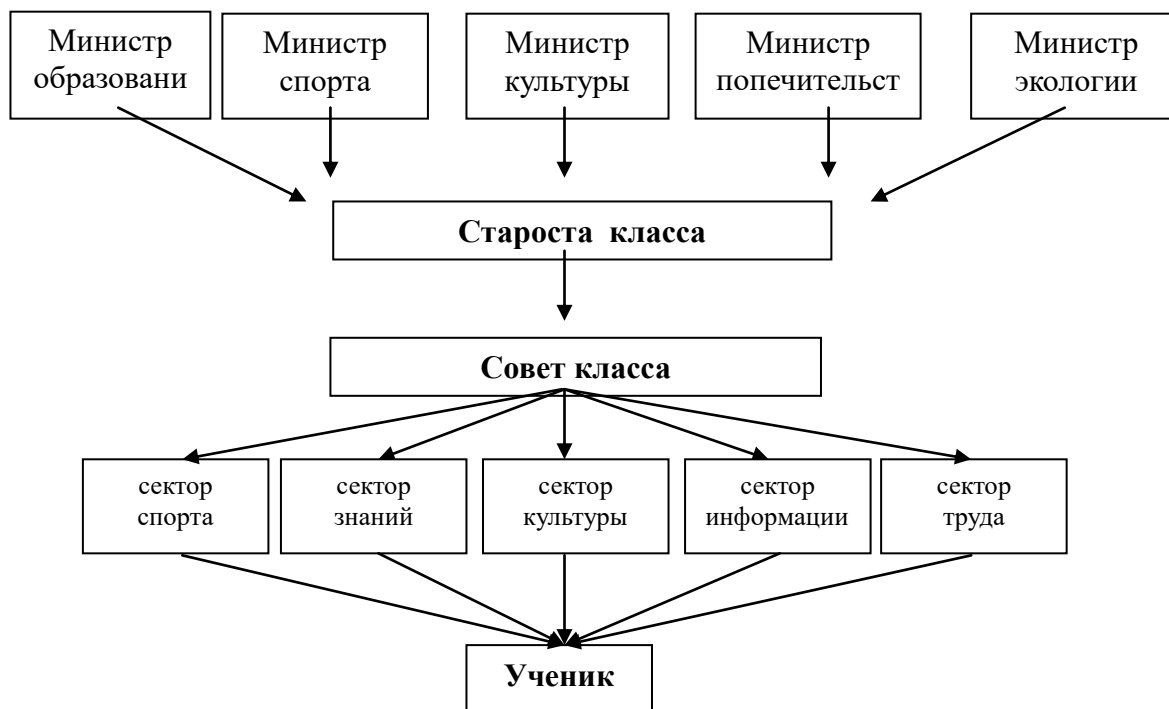 Министр
образовани
Министр
спорта
Министр
культуры
Министр
попечительст
Министр
экологии
Староста класса
Совет класса
сектор
спорта
сектор
знаний
сектор
культуры
сектор
информации
сектор
труда
Ученик